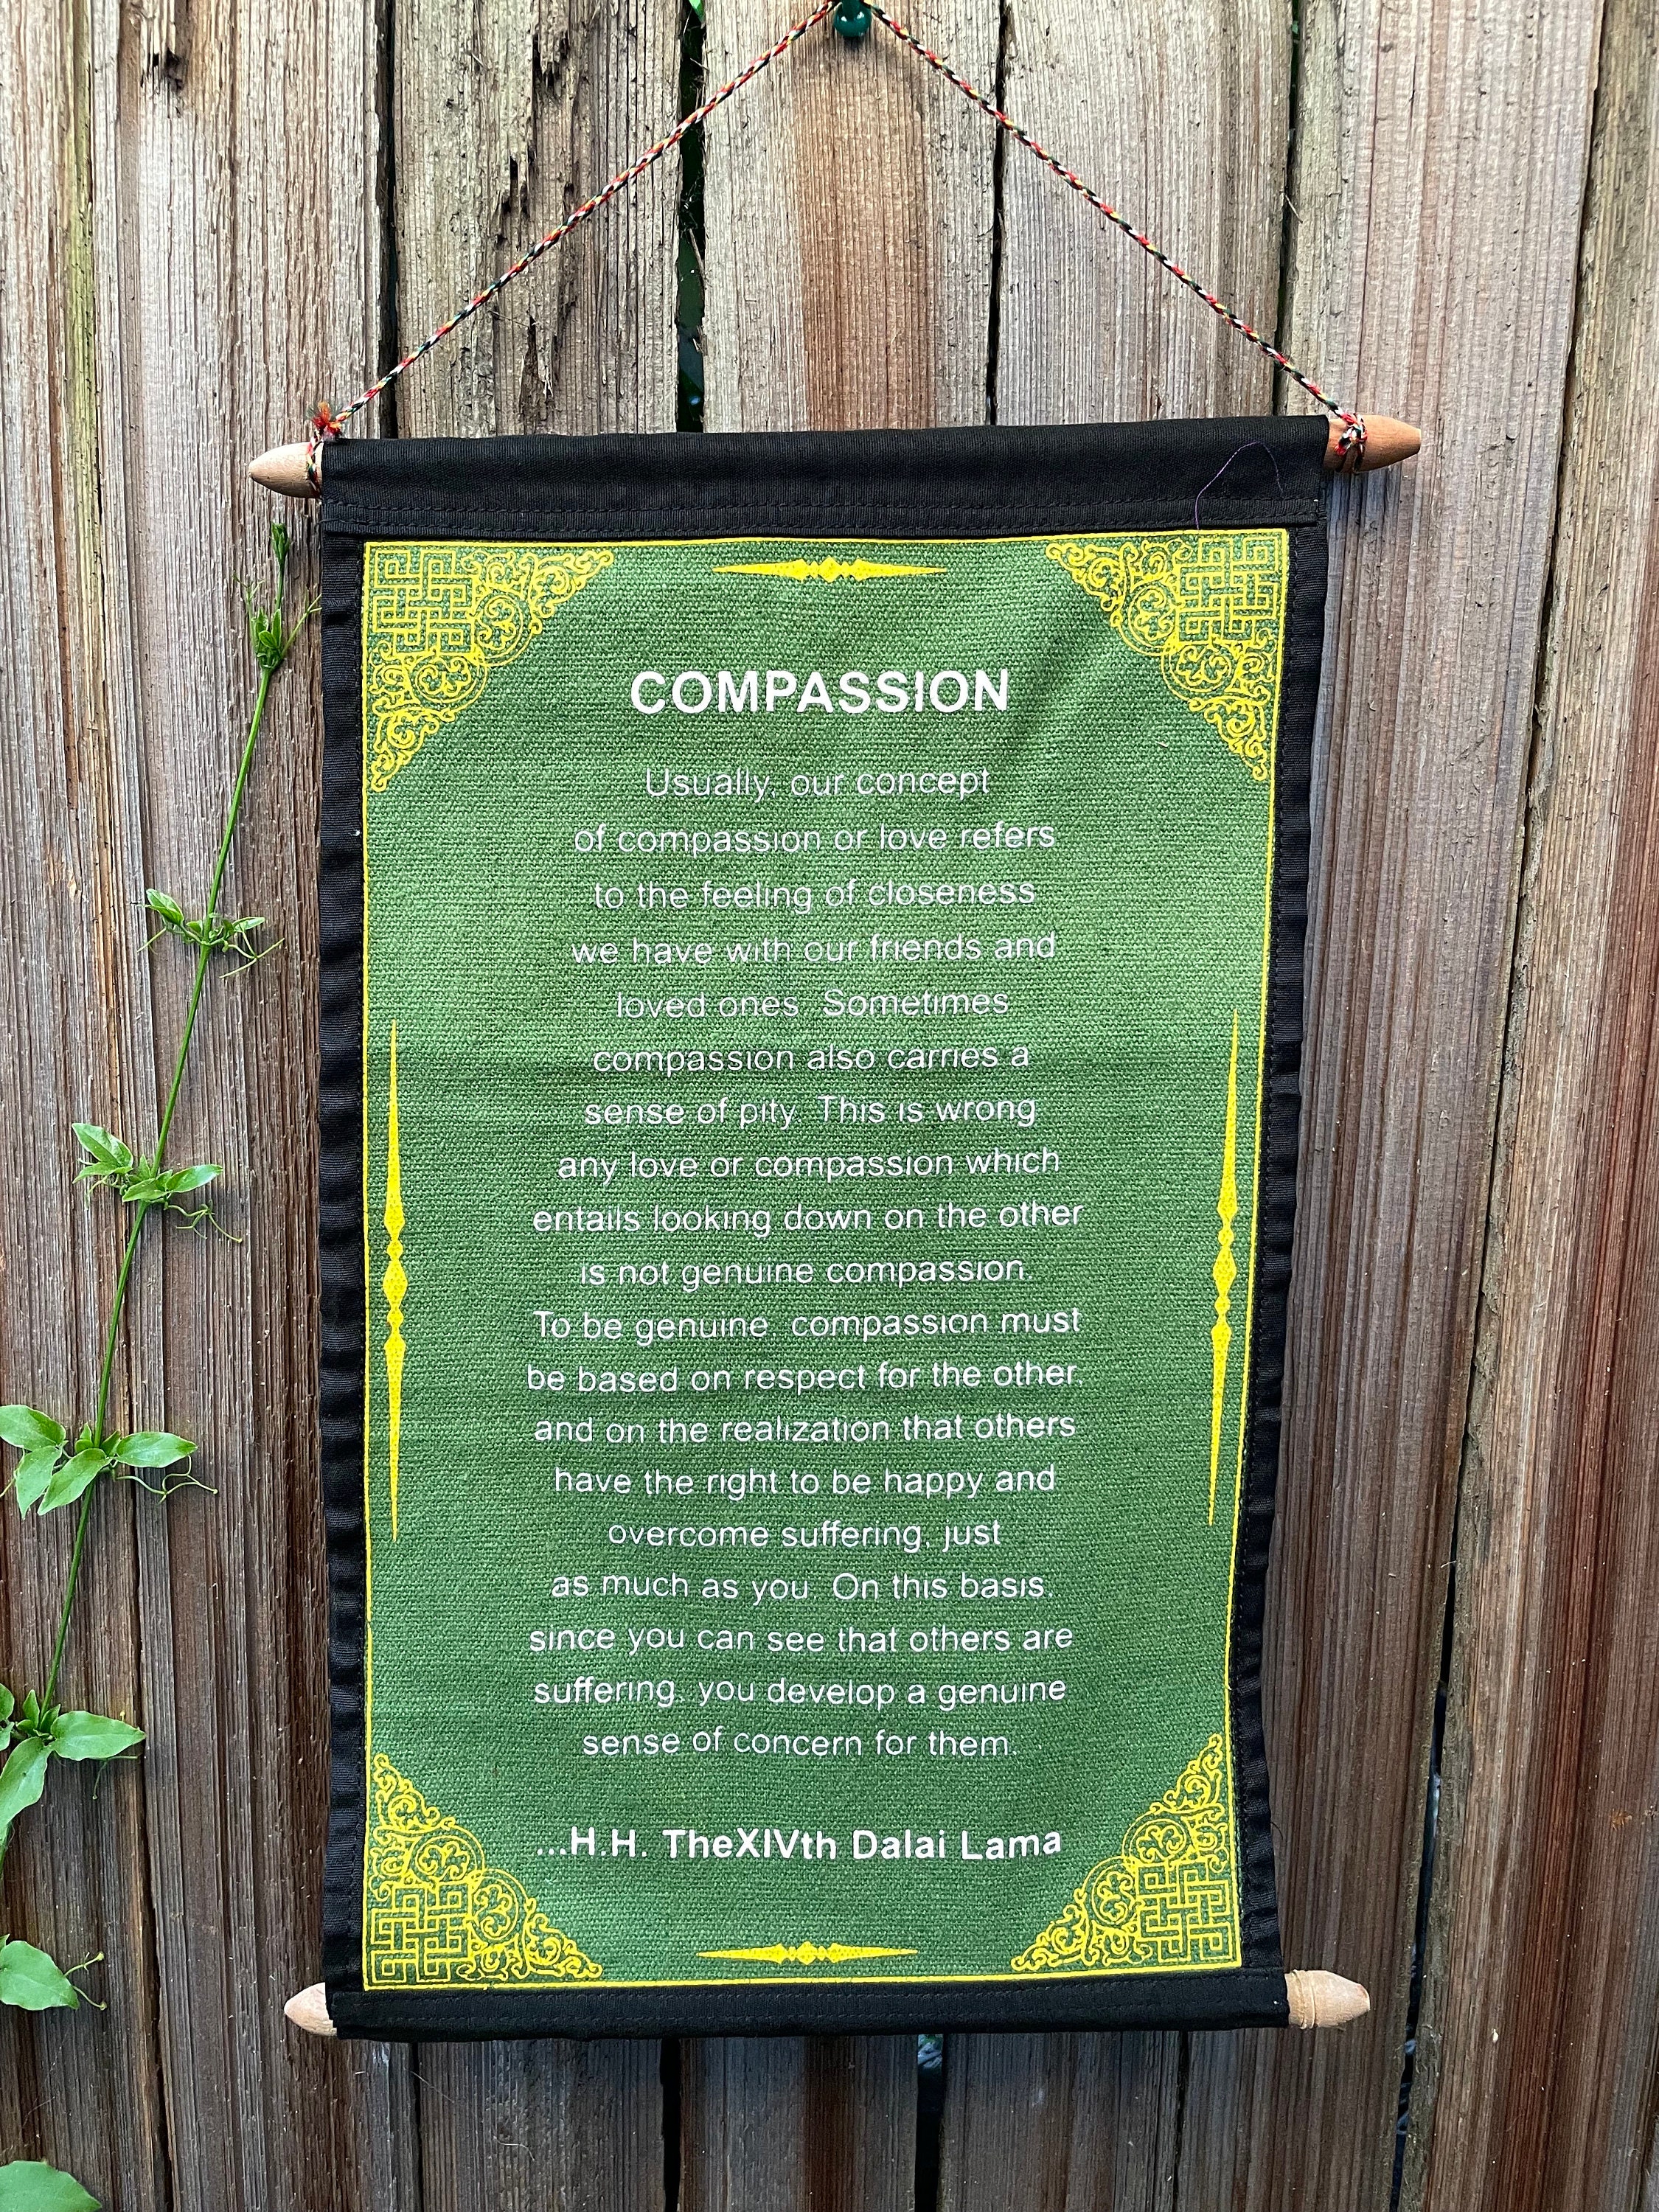 COMPASSION
Usually, our concept
of compassion or love refers
to the feeling of closeness
we have with our friends and
loved ones. Sometimes
compassion also carries a
sense of pity. This is wrong
any love or compassion which
entails looking down on the other
is not genuine compassion.
To be genuine, compassion must
be based on respect for the other,
and on the realization that others
have the right to be happy and
overcome suffering, just
as much as you. On this basis,
since you can see that others are
suffering, you develop a genuine
sense of concern for them.
...H.H. TheXIVth Dalai Lama